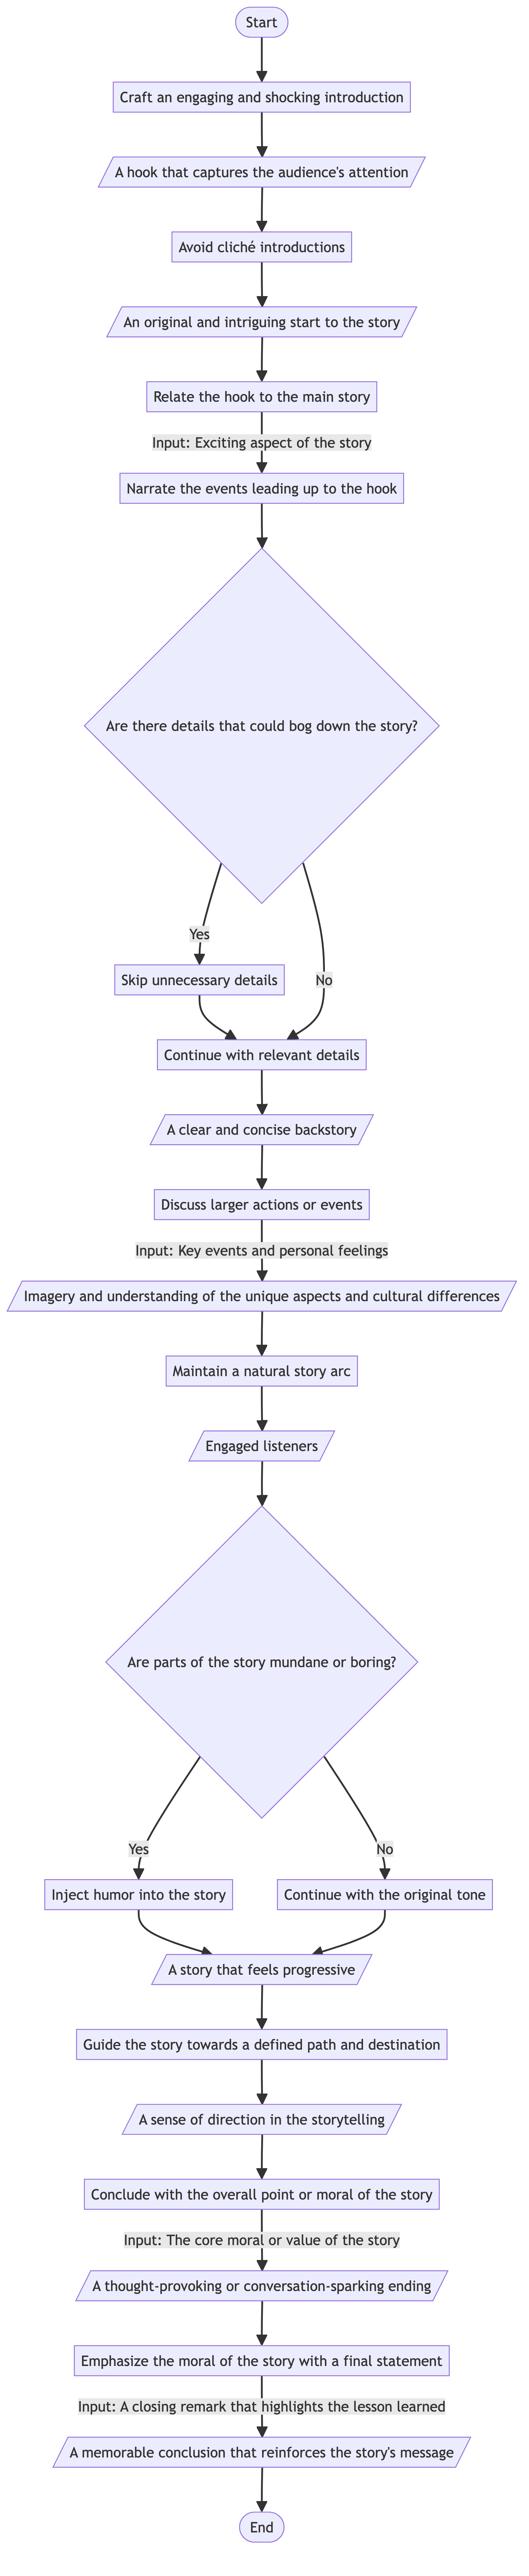 Start
Craft an engaging and shocking introduction
A hook that captures the audience's attention
Avoid cliché introductions
An original and intriguing start to the story
Relate the hook to the main story
Input: Exciting aspect of the story
Narrate the events leading up to the hook
Are there details that could bog down the story?
Yes
Skip unnecessary details
No
Continue with relevant details
A clear and concise backstory
Discuss larger actions or events
Input: Key events and personal feelings
Imagery and understanding of the unique aspects and cultural differences
Maintain a natural story arc
Engaged listeners
Are parts of the story mundane or boring?
Yes
No
Inject humor into the story
Continue with the original tone
A story that feels progressive
Guide the story towards a defined path and destination
A sense of direction in the storytelling
Conclude with the overall point or moral of the story
Input: The core moral or value of the story
A thought-provoking or conversation-sparking ending
Emphasize the moral of the story with a final statement
Input: A closing remark that highlights the lesson learned
A memorable conclusion that reinforces the story's message
End